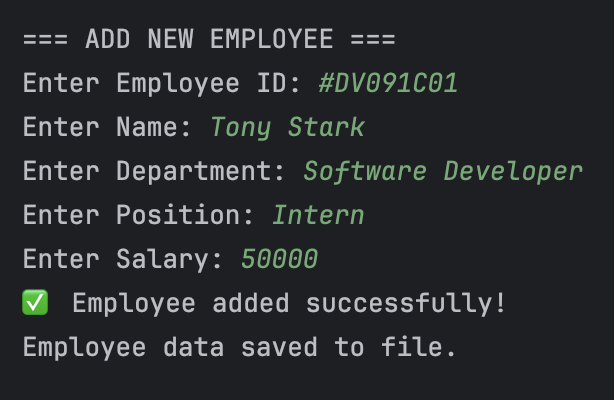 === ADD NEW EMPLOYEE ===
Enter Employee ID: #DV091C01
Enter Name: Tony Stark
Enter Department: Software Developer
Enter Position: Intern
Enter Salary: 50000
✅ Employee added successfully!
Employee data saved to file.